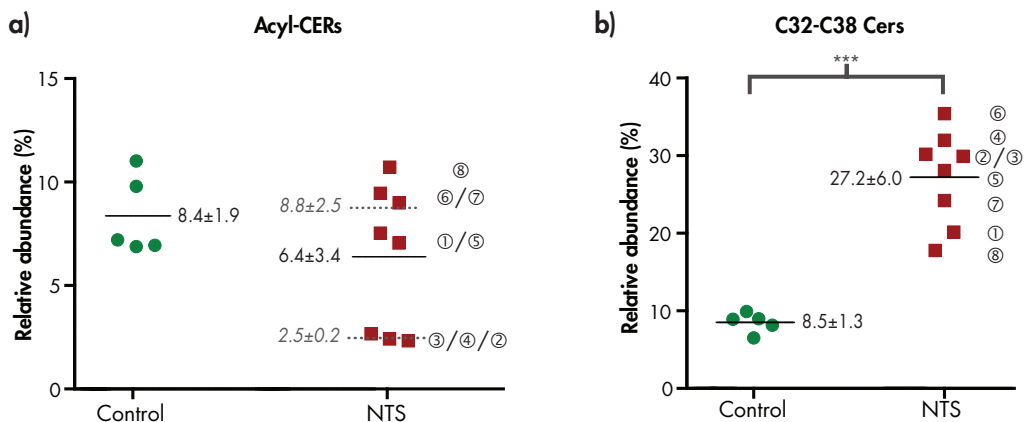 a)
Acyl-CERs
Relative abundance (%)
15
10
5
0
8.4±1.9
8.8±2.5
6.4±3.4
2.5±0.2
⑧
⑥/⑦
①/⑤
③/④/②
Control
NTS
b)
C32-C38 Cers
Relative abundance (%)
40
30
20
10
0
***
27.2±6.0
8.5±1.3
⑥
④
②/③
⑤
⑦
①
⑧
Control
NTS